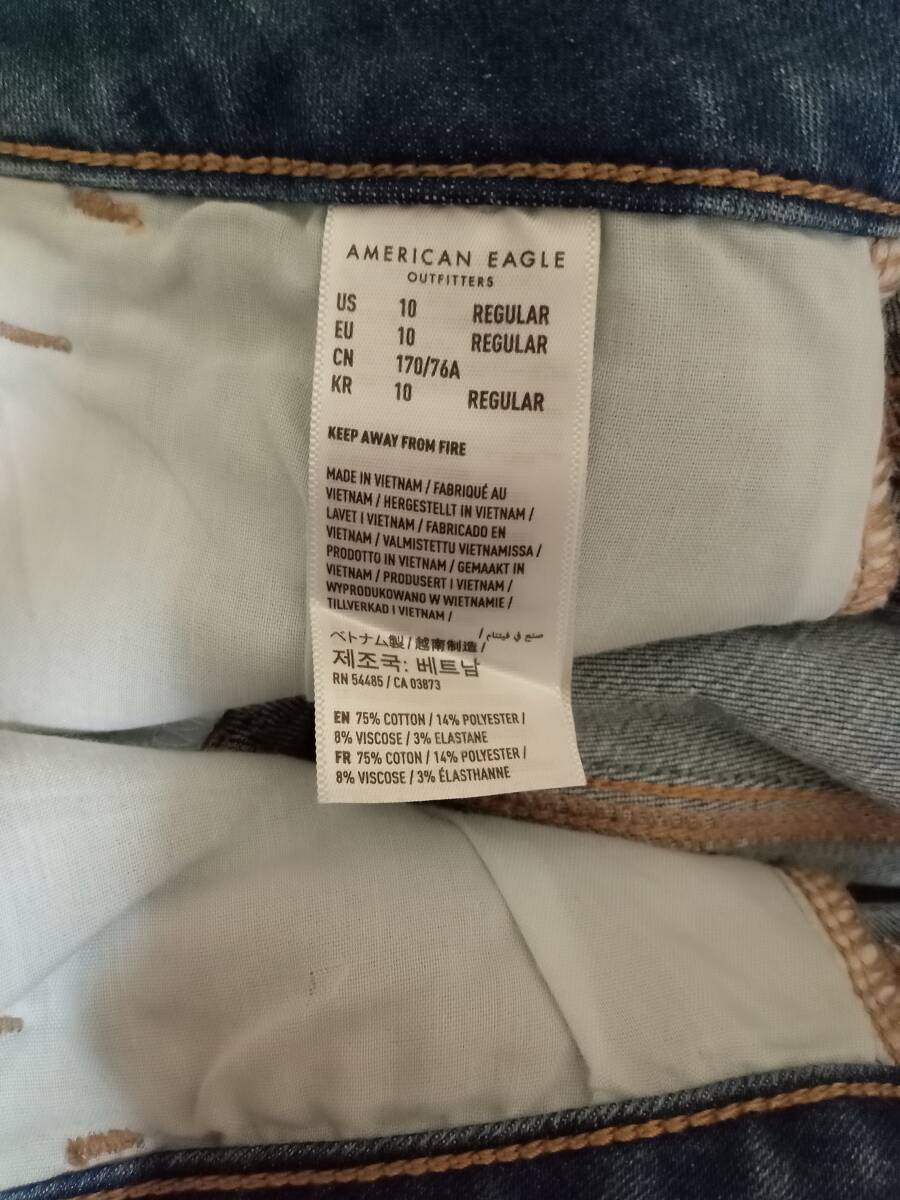 AMERICAN EAGLE
OUTFITTERS
US 10 REGULAR
EU 10 REGULAR
CN 170/76A
KR 10 REGULAR
KEEP AWAY FROM FIRE
MADE IN VIETNAM / FABRIQUÉ AU
VIETNAM / HERGESTELLT IN VIETNAM /
LAVET I VIETNAM / FABRICADO EN
VIETNAM / VALMISTETTU VIETNAMISSA /
PRODOTTO IN VIETNAM / GEMAAKT IN
VIETNAM / PRODUSERT I VIETNAM /
WYPRODUKOWANO W WIETNAMIE /
TILLVERKAD I VIETNAM /
صنع في فيتنام /
ベトナム製 / 越南制造 /
제조국: 베트남
RN 54485 / CA 03873
EN 75% COTTON / 14% POLYESTER /
8% VISCOSE / 3% ELASTANE
FR 75% COTON / 14% POLYESTER /
8% VISCOSE / 3% ÉLASTHANNE